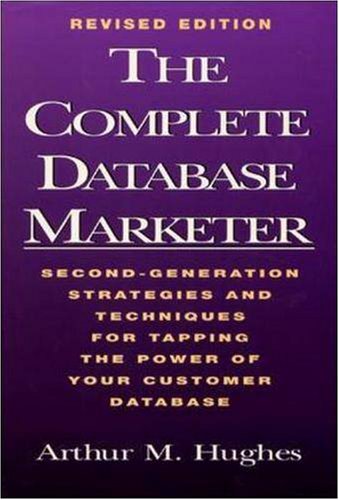 REVISED EDITION
THE
COMPLETE
DATABASE
MARKETER
SECOND-GENERATION
STRATEGIES AND
TECHNIQUES
FOR TAPPING
THE POWER OF
YOUR CUSTOMER
DATABASE
Arthur M. Hughes